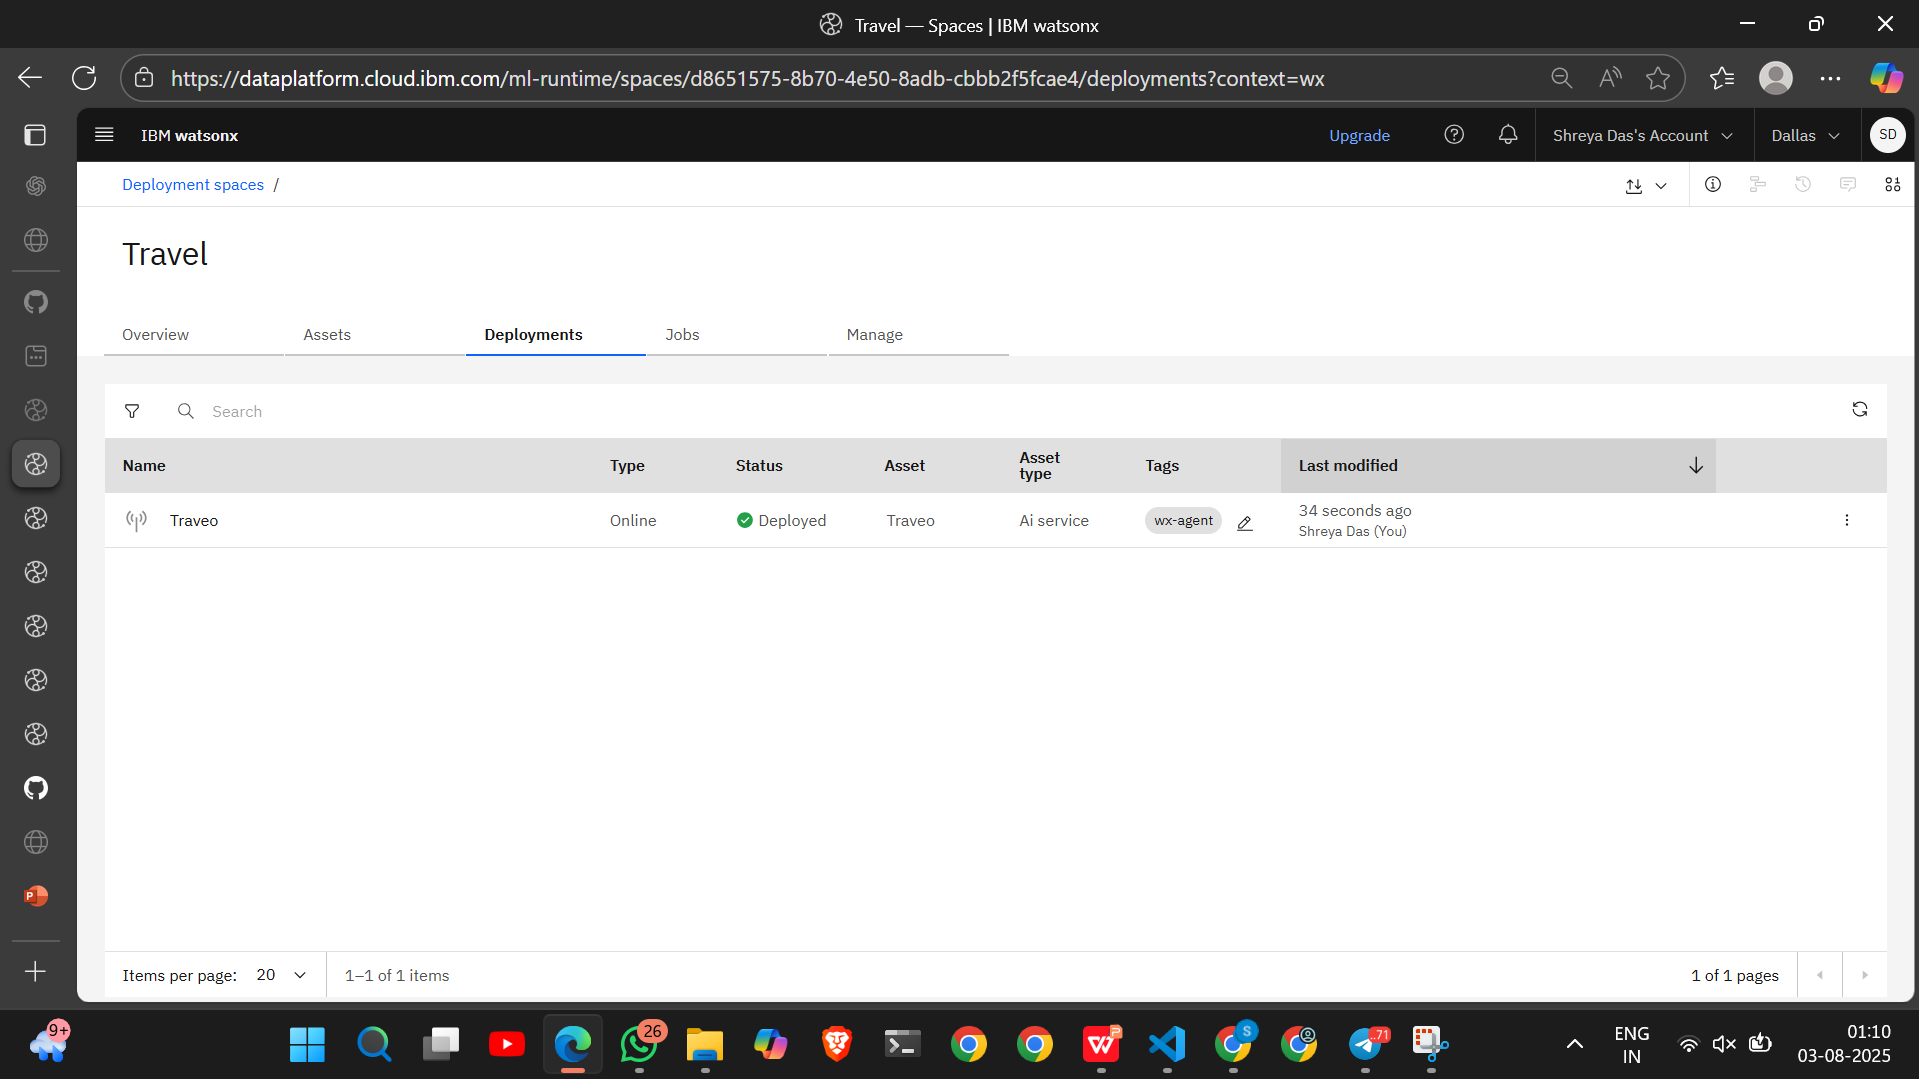 Travel — Spaces | IBM watsonx
https://dataplatform.cloud.ibm.com/ml-runtime/spaces/d8651575-8b70-4e50-8adb-cbbb2f5fcae4/deployments?context=wx
IBM watsonx
Upgrade
Shreya Das's Account
Dallas
SD
Deployment spaces /
Travel
Overview
Assets
Deployments
Jobs
Manage
Search
Name
Type
Status
Asset
Asset
type
Tags
Last modified
Traveo
Online
Deployed
Traveo
Ai service
wx-agent
34 seconds ago
Shreya Das (You)
Items per page: 20
1–1 of 1 items
1 of 1 pages
9+
26
P
S
71
ENG
IN
01:10
03-08-2025